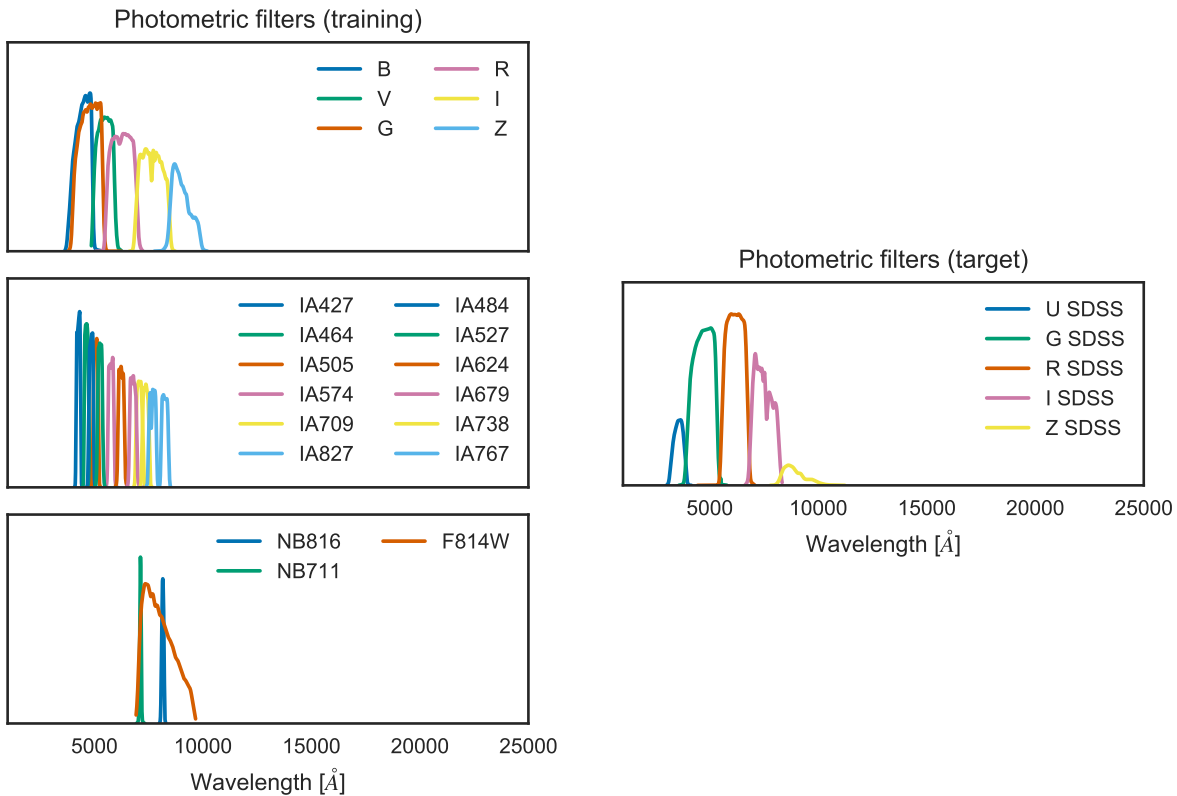 Photometric filters (training)
B R
V I
G Z
IA427 IA484
IA464 IA527
IA505 IA624
IA574 IA679
IA709 IA738
IA827 IA767
NB816 F814W
NB711
5000 10000 15000 20000 25000
Wavelength [Å]
Photometric filters (target)
U SDSS
G SDSS
R SDSS
I SDSS
Z SDSS
5000 10000 15000 20000 25000
Wavelength [Å]